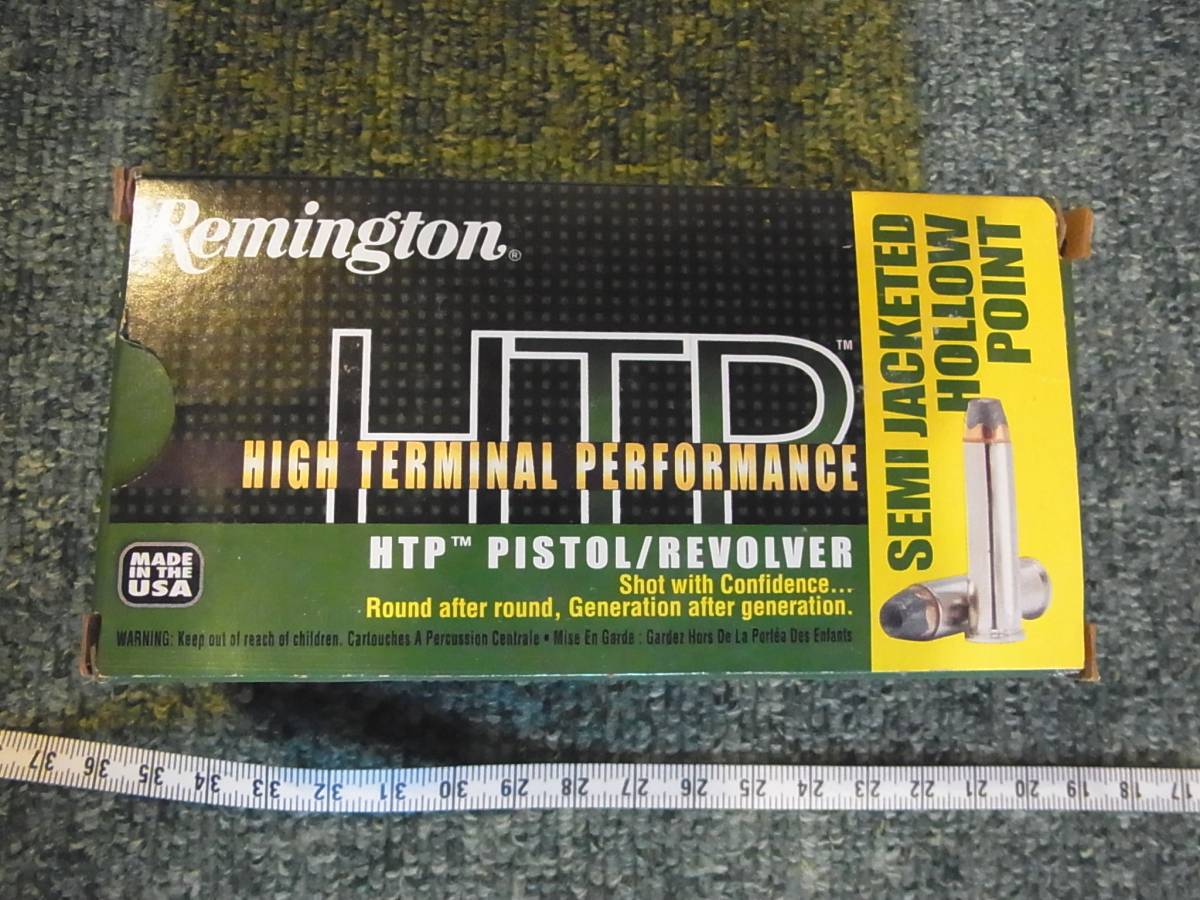 Remington®
HTP™
HIGH TERMINAL PERFORMANCE
HTP™ PISTOL/REVOLVER
Shot with Confidence...
Round after round, Generation after generation.
MADE
IN THE
USA
WARNING: Keep out of reach of children. Cartouches A Percussion Centrale • Mise En Garde : Gardez Hors De La Portéa Des Enfants
SEMI JACKETED
HOLLOW
POINT
37 36 35 34 33 32 31 30 29 28 27 26 25 24 23 22 21 20 19 18 17